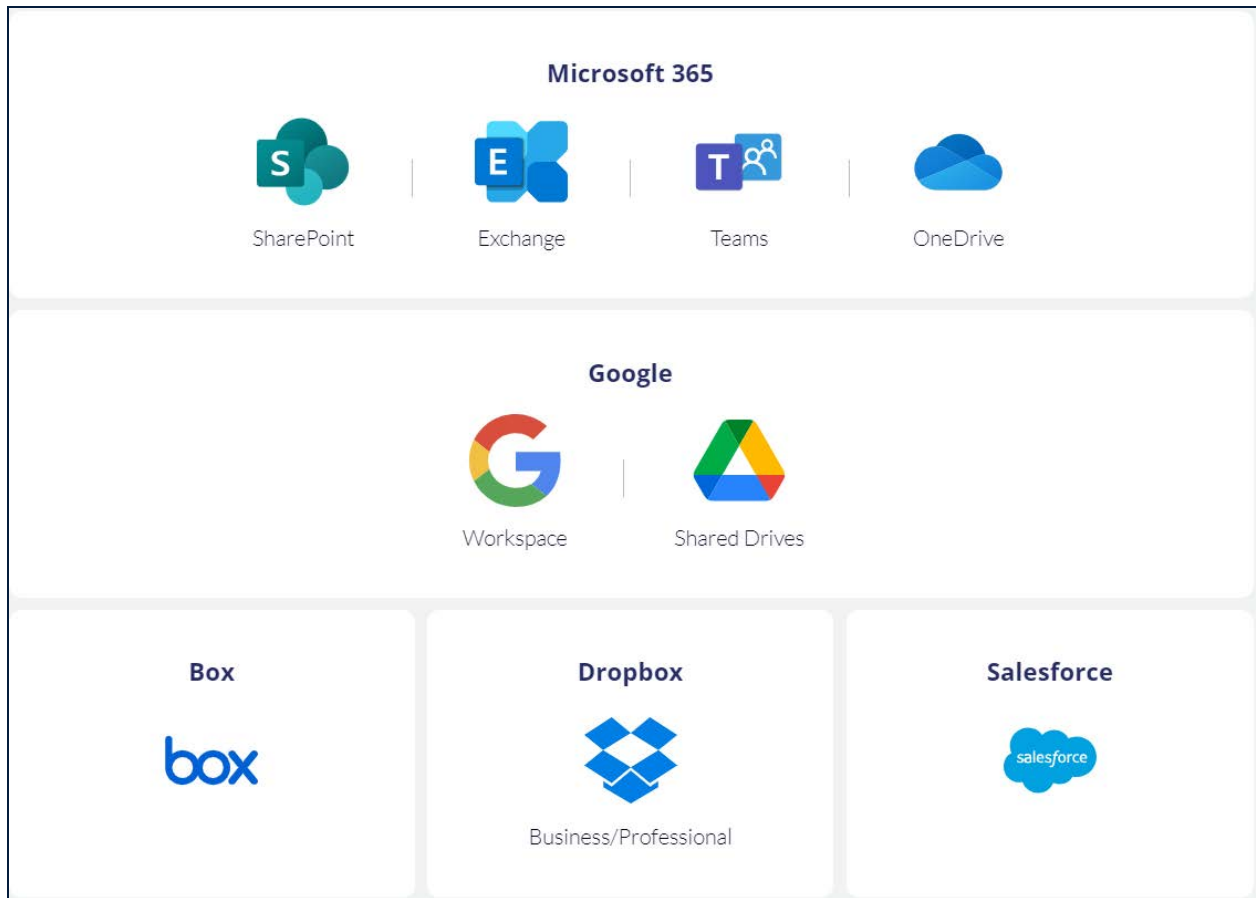 Microsoft 365
S
E
T
SharePoint
Exchange
Teams
OneDrive
Google
G
Workspace
Shared Drives
Box
Dropbox
Salesforce
box
salesforce
Business/Professional